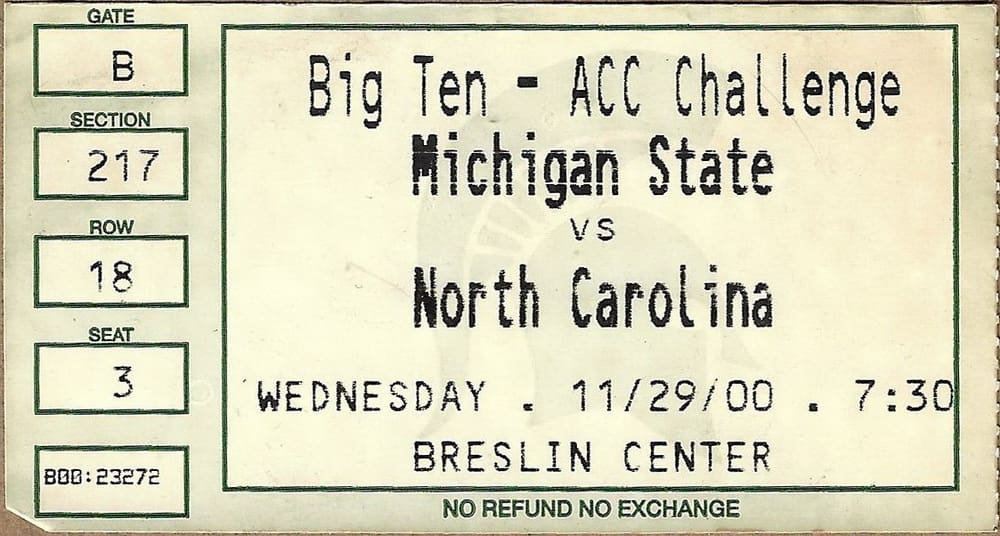 GATE
B
SECTION
217
ROW
18
SEAT
3
B00:23272
Big Ten - ACC Challenge
Michigan State
vs
North Carolina
WEDNESDAY . 11/29/00 . 7:30
BRESLIN CENTER
NO REFUND NO EXCHANGE